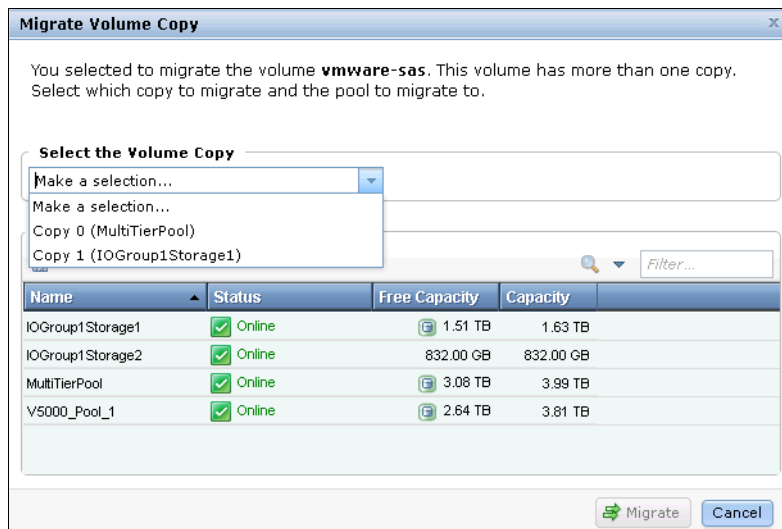 Migrate Volume Copy x
You selected to migrate the volume vmware-sas. This volume has more than one copy.
Select which copy to migrate and the pool to migrate to.
Select the Volume Copy
Make a selection...
Make a selection...
Copy 0 (MultiTierPool)
Copy 1 (IOGroup1Storage1)
Filter...
Name Status Free Capacity Capacity
IOGroup1Storage1 Online 1.51 TB 1.63 TB
IOGroup1Storage2 Online 832.00 GB 832.00 GB
MultiTierPool Online 3.08 TB 3.99 TB
V5000_Pool_1 Online 2.64 TB 3.81 TB
Migrate Cancel